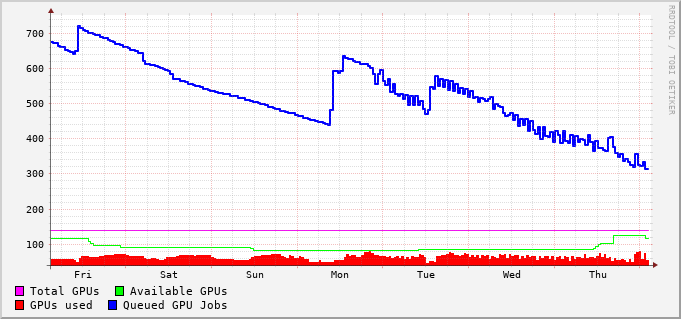 RRDTOOL / TOBI OETIKER
700
600
500
400
300
200
100
Fri Sat Sun Mon Tue Wed Thu
Total GPUs Available GPUs
GPUs used Queued GPU Jobs